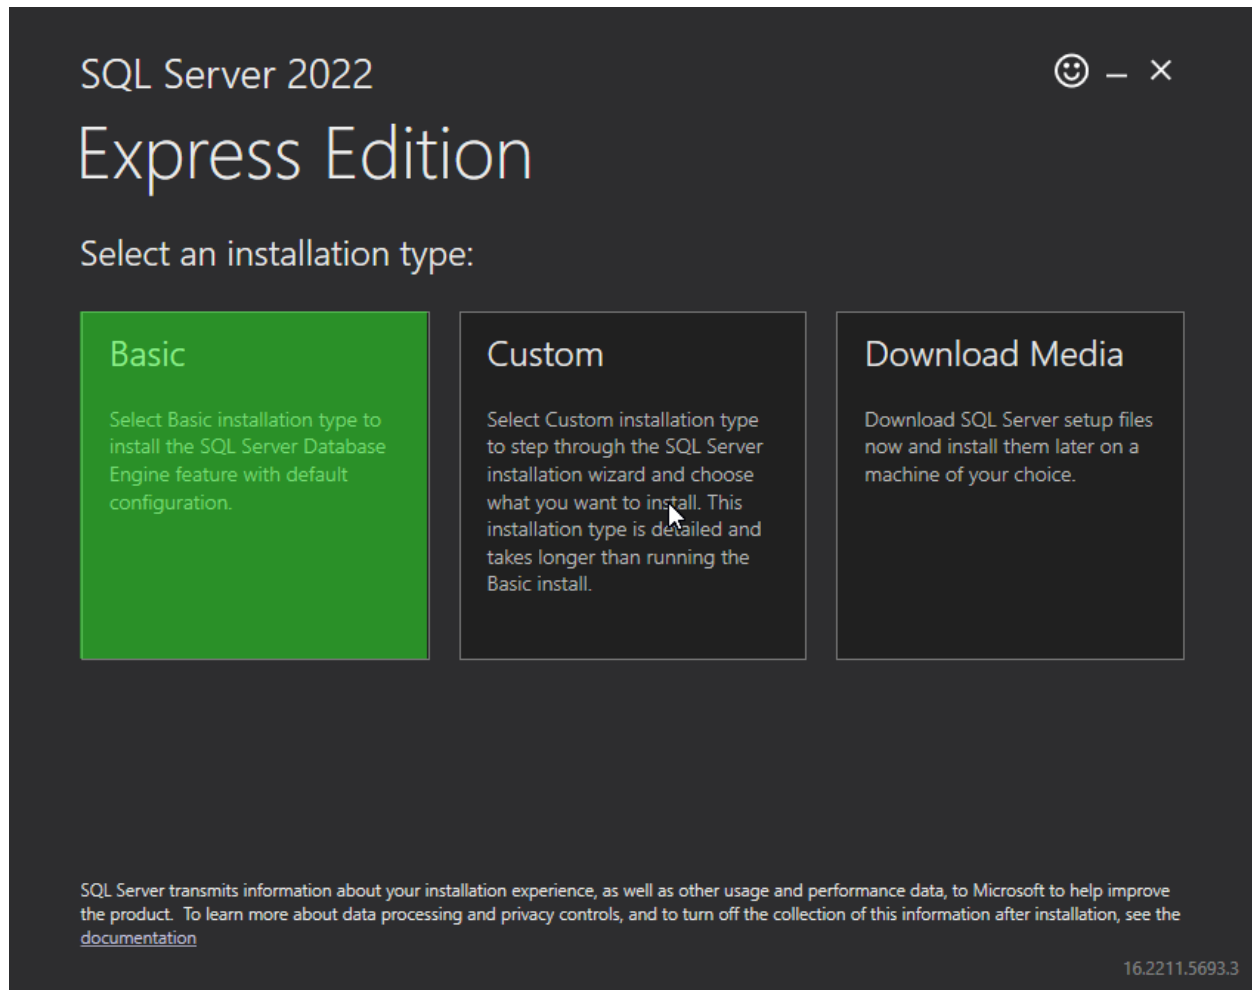 SQL Server 2022
Express Edition
Select an installation type:
Basic
Select Basic installation type to
install the SQL Server Database
Engine feature with default
configuration.
Custom
Select Custom installation type
to step through the SQL Server
installation wizard and choose
what you want to install. This
installation type is detailed and
takes longer than running the
Basic install.
Download Media
Download SQL Server setup files
now and install them later on a
machine of your choice.
SQL Server transmits information about your installation experience, as well as other usage and performance data, to Microsoft to help improve
the product.  To learn more about data processing and privacy controls, and to turn off the collection of this information after installation, see the
documentation
16.2211.5693.3